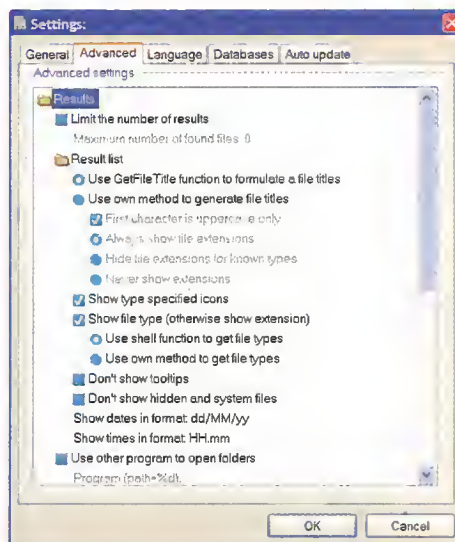 Settings:
General Advanced Language Databases Auto update
Advanced settings
Results
Limit the number of results
Maximum number of found files: 0
Result list
Use GetFileTitle function to formulate a file titles
Use own method to generate file titles
First character is uppercase only
Always show file extensions
Hide file extensions for known types
Never show extensions
Show type specified icons
Show file type (otherwise show extension)
Use shell function to get file types
Use own method to get file types
Don't show tooltips
Don't show hidden and system files
Show dates in format: dd/MM/yy
Show times in format: HH.mm
Use other program to open folders
Program (path=%d):
OK Cancel